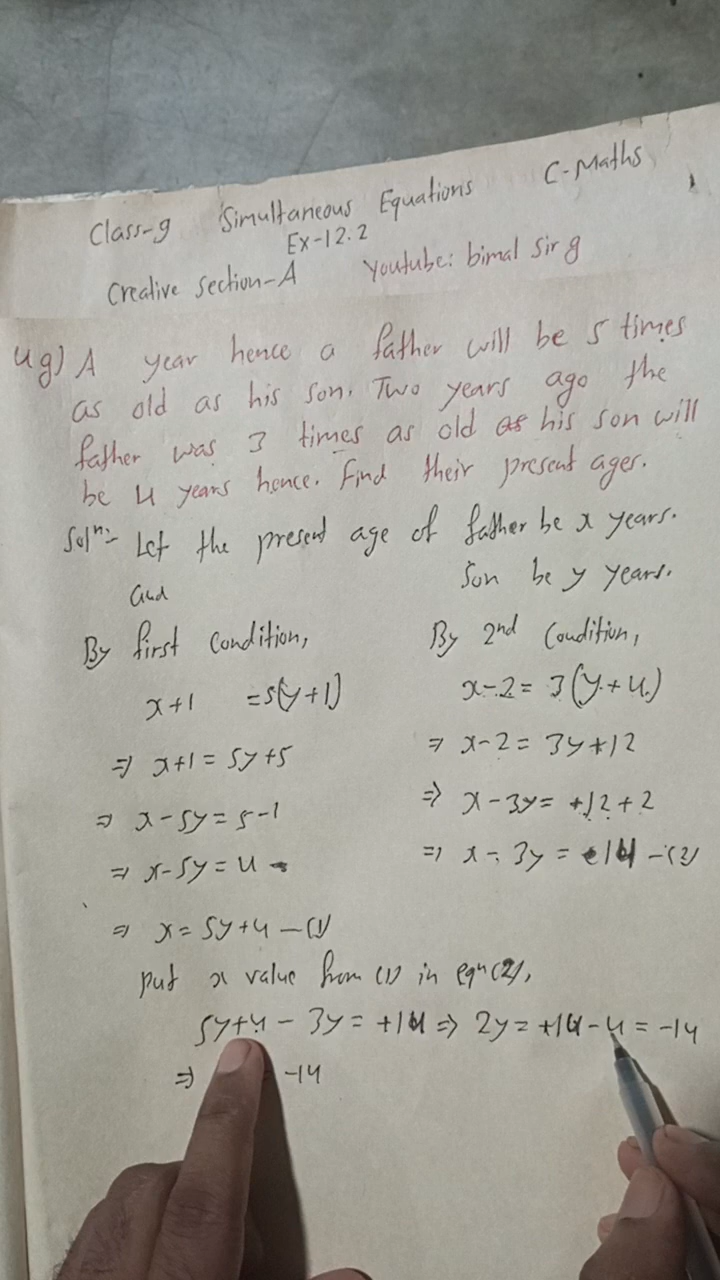 Class-9 Simultaneous Equations C-Maths
Ex-12.2
Creative Section-A Youtube: bimal Sir g
4g) A year hence a father will be 5 times
as old as his son. Two years ago the
father was 3 times as old as his son will
be 4 years hence. Find their present ages.
Solⁿ:- Let the present age of father be x years.
and son be y years.
By first condition,
x+1 = 5(y+1)
⇒ x+1 = 5y+5
⇒ x-5y = 5-1
⇒ x-5y = 4
⇒ x = 5y+4 -(1)
By 2nd Condition,
x-2 = 3(y+4)
⇒ x-2 = 3y+12
⇒ x-3y = +12+2
⇒ x-3y = 14 -(2)
put x value from (1) in eqn(2),
5y+4-3y = +14 ⇒ 2y = +14-4 = -14
⇒ -14